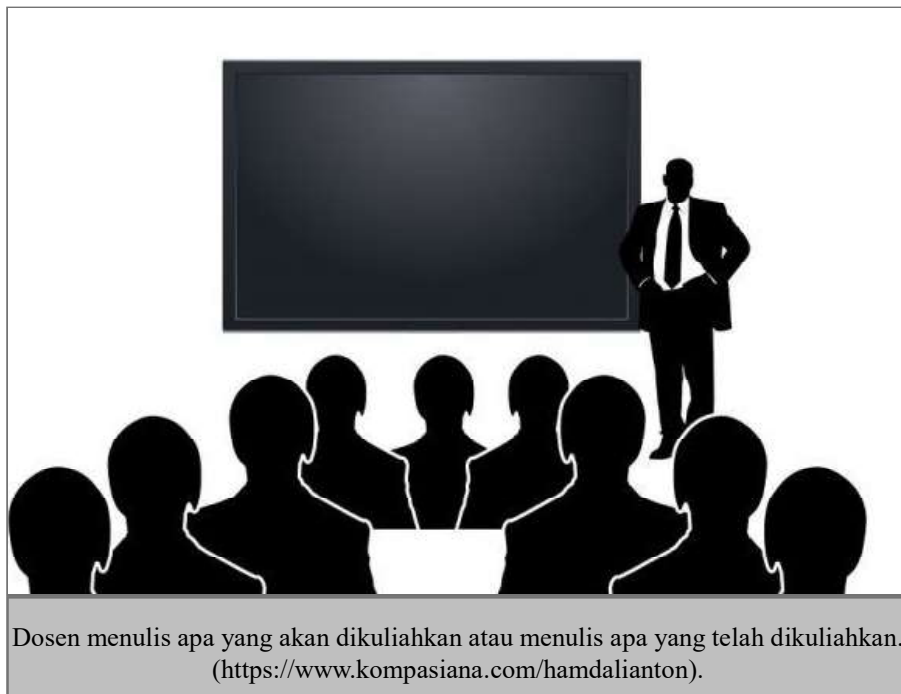 Dosen menulis apa yang akan dikuliahkan atau menulis apa yang telah dikuliahkan.
(https://www.kompasiana.com/hamdalianton).